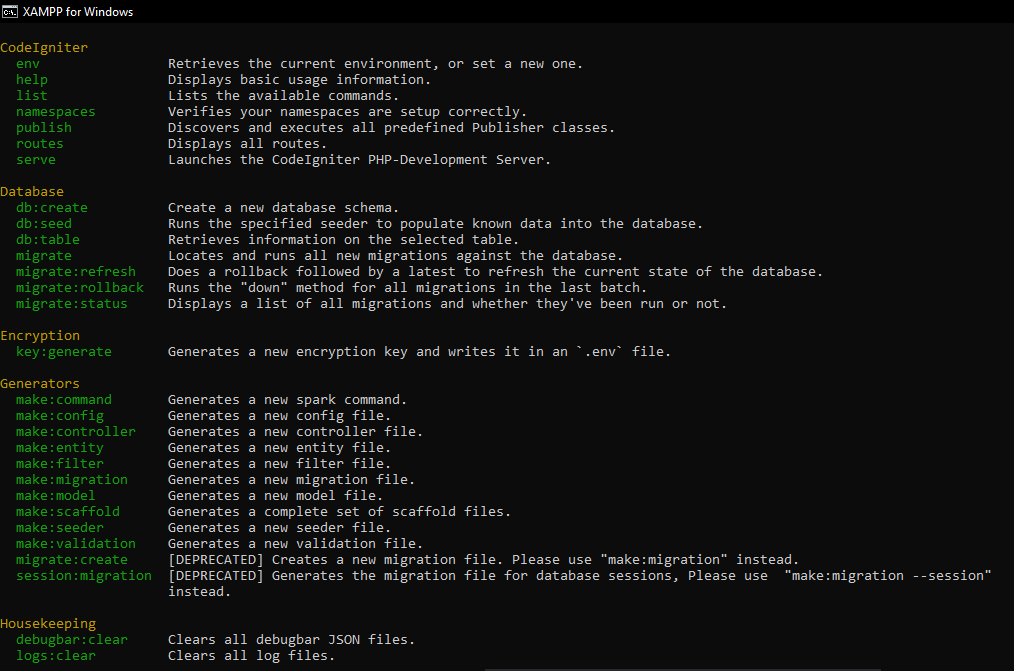 XAMPP for Windows
CodeIgniter
env Retrieves the current environment, or set a new one.
help Displays basic usage information.
list Lists the available commands.
namespaces Verifies your namespaces are setup correctly.
publish Discovers and executes all predefined Publisher classes.
routes Displays all routes.
serve Launches the CodeIgniter PHP-Development Server.
Database
db:create Create a new database schema.
db:seed Runs the specified seeder to populate known data into the database.
db:table Retrieves information on the selected table.
migrate Locates and runs all new migrations against the database.
migrate:refresh Does a rollback followed by a latest to refresh the current state of the database.
migrate:rollback Runs the "down" method for all migrations in the last batch.
migrate:status Displays a list of all migrations and whether they've been run or not.
Encryption
key:generate Generates a new encryption key and writes it in an `.env` file.
Generators
make:command Generates a new spark command.
make:config Generates a new config file.
make:controller Generates a new controller file.
make:entity Generates a new entity file.
make:filter Generates a new filter file.
make:migration Generates a new migration file.
make:model Generates a new model file.
make:scaffold Generates a complete set of scaffold files.
make:seeder Generates a new seeder file.
make:validation Generates a new validation file.
migrate:create [DEPRECATED] Creates a new migration file. Please use "make:migration" instead.
session:migration [DEPRECATED] Generates the migration file for database sessions, Please use  "make:migration --session"
instead.
Housekeeping
debugbar:clear Clears all debugbar JSON files.
logs:clear Clears all log files.